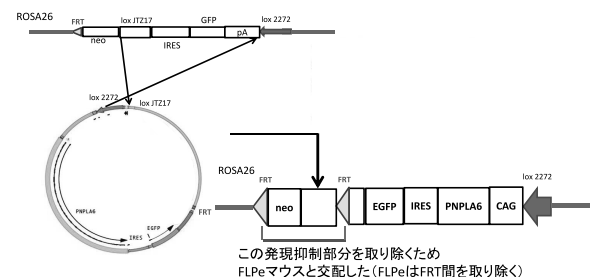 ROSA26
FRT
lox JTZ17
GFP
lox 2272
neo
IRES
pA
lox 2272
lox JTZ17
PNPLA6
IRES
EGFP
FRT
ROSA26
FRT
FRT
lox 2272
neo
EGFP
IRES
PNPLA6
CAG
この発現抑制部分を取り除くため
FLPeマウスと交配した（FLPeはFRT間を取り除く）